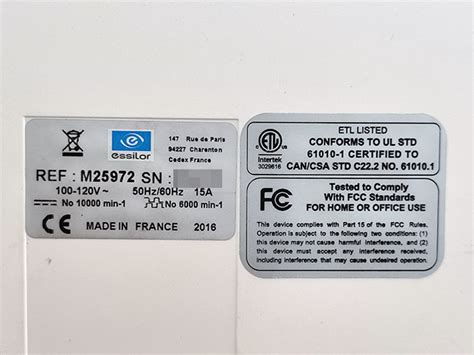 essilor
147 Rue de Paris
94227 Charenton
Cedex France
REF: M25972 SN:
100-120V~ 50Hz/60Hz 15A
No 10000 min-1 No 6000 min-1
CE MADE IN FRANCE 2016
ETL LISTED
CONFORMS TO UL STD
61010-1 CERTIFIED TO
CAN/CSA STD C22.2 NO. 61010.1
ETL
Intertek
3029616
Tested to Comply
With FCC Standards
FOR HOME OR OFFICE USE
FC
This device complies with Part 15 of the FCC Rules.
Operation is subject to the following two conditions: (1)
this device may not cause harmful interference, and (2)
this device must accept any interference received,
including interference that may cause undesired operation.